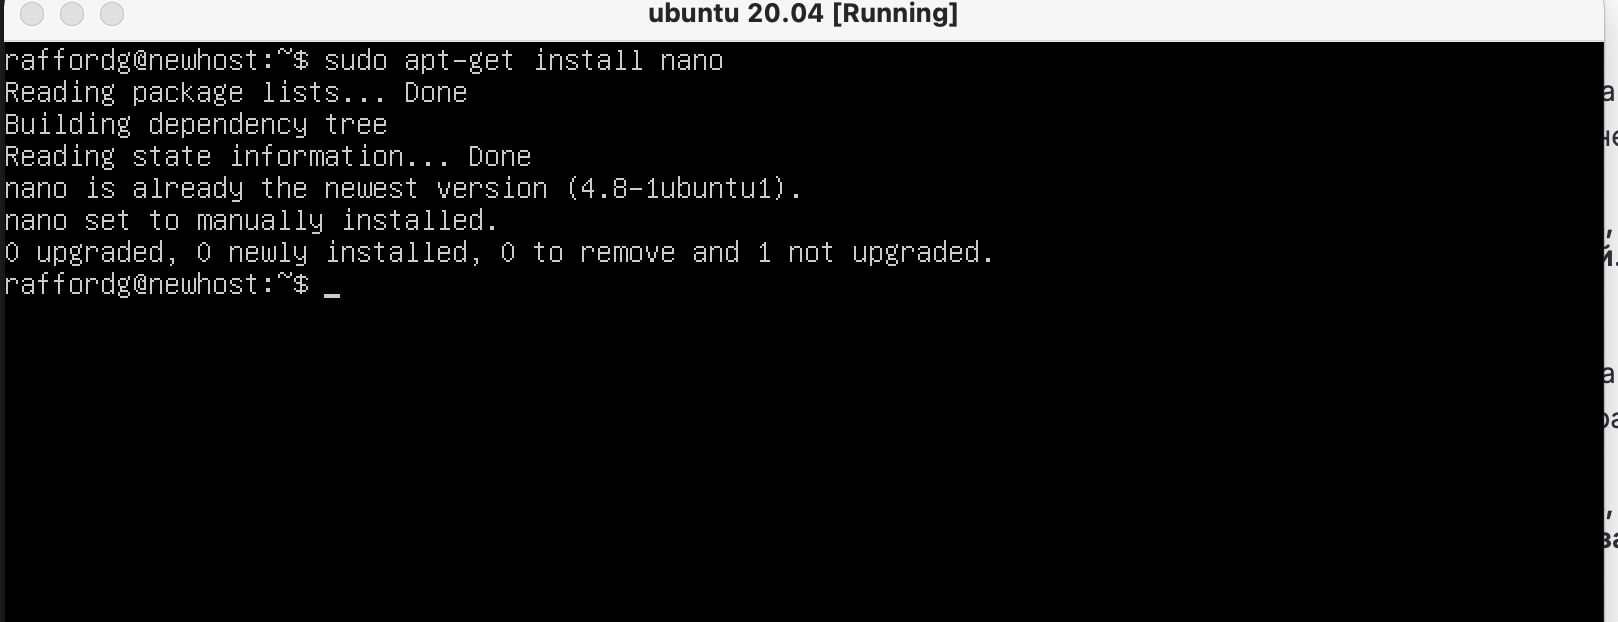 ubuntu 20.04 [Running]
raffordg@newhost:~$ sudo apt-get install nano
Reading package lists... Done
Building dependency tree
Reading state information... Done
nano is already the newest version (4.8-1ubuntu1).
nano set to manually installed.
0 upgraded, 0 newly installed, 0 to remove and 1 not upgraded.
raffordg@newhost:~$ _